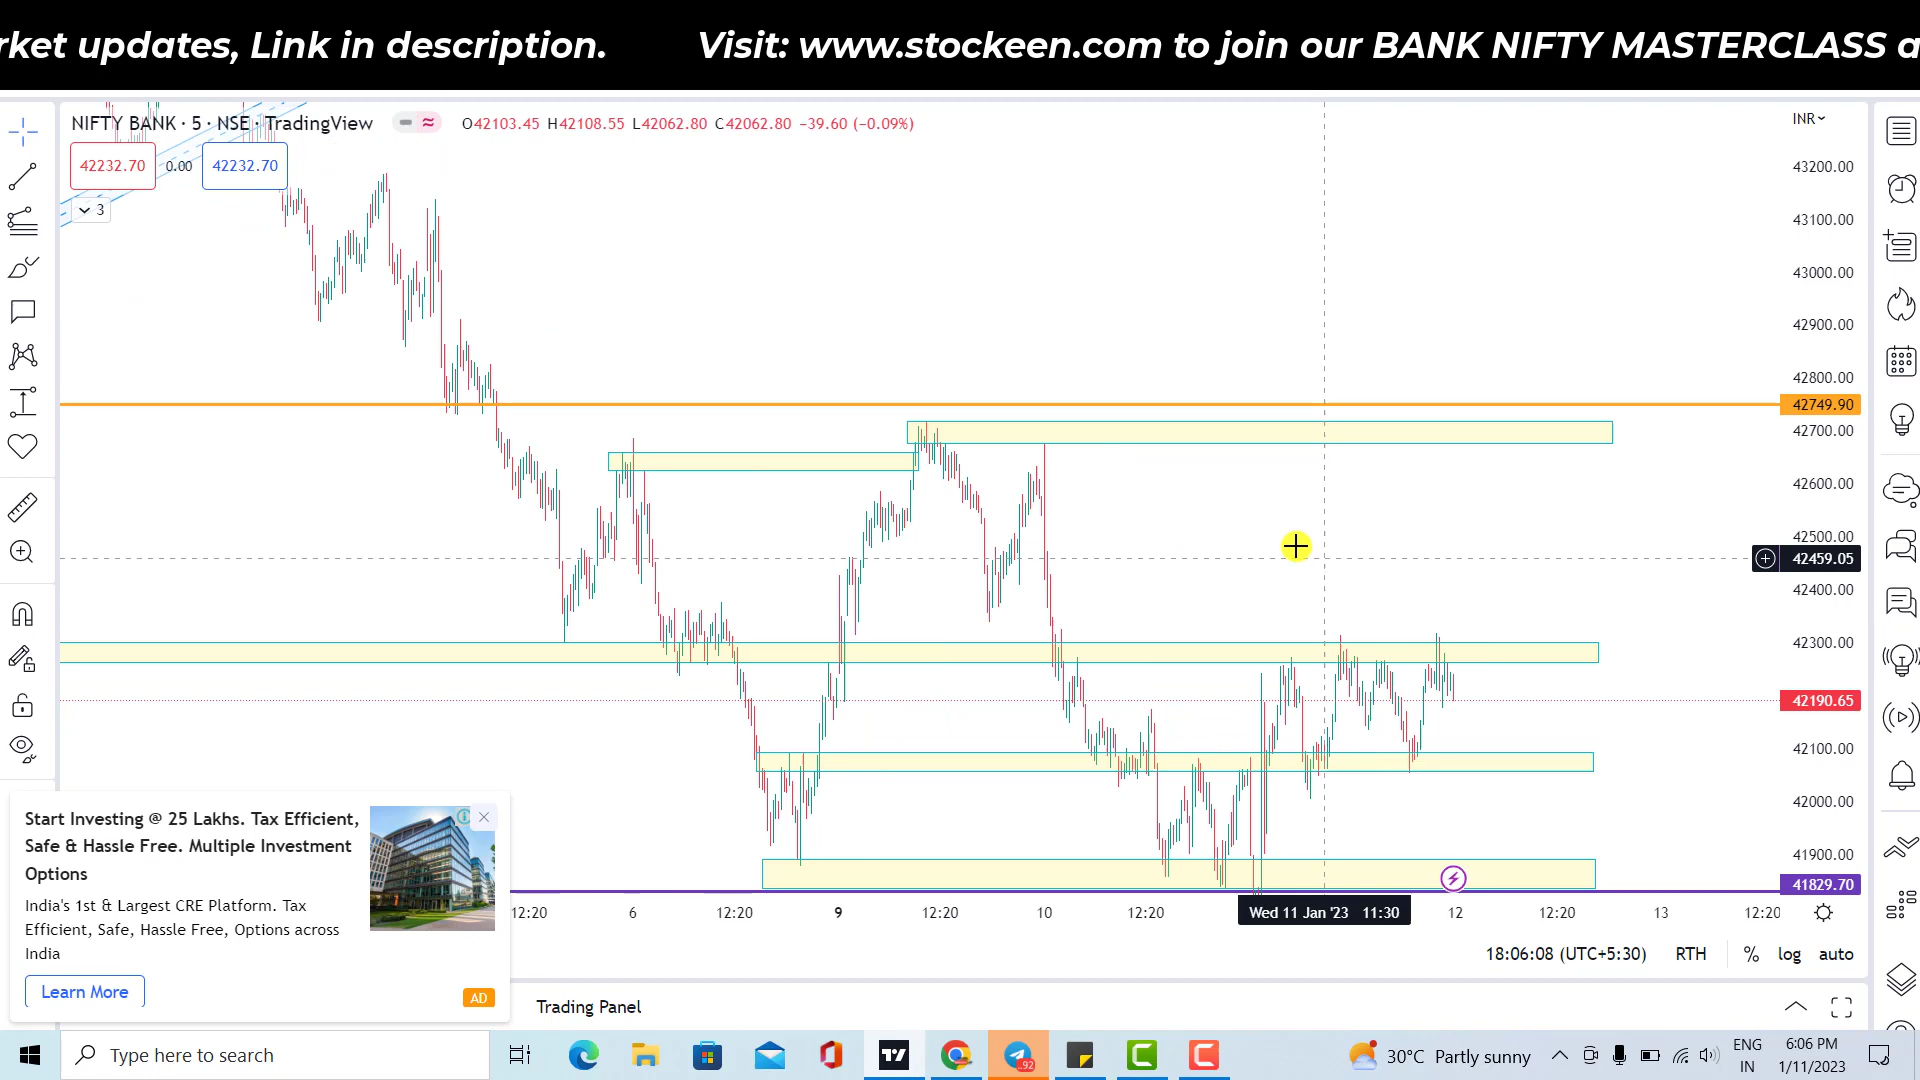 rket updates, Link in description. Visit: www.stockeen.com to join our BANK NIFTY MASTERCLASS a
NIFTY BANK · 5 · NSE · TradingView O42103.45 H42108.55 L42062.80 C42062.80 −39.60 (−0.09%)
INR
42232.70 0.00 42232.70
3
43200.00
43100.00
43000.00
42900.00
42800.00
42749.90
42700.00
42600.00
42500.00
42459.05
42400.00
42300.00
42190.65
42100.00
42000.00
41900.00
41829.70
12:20 6 12:20 9 12:20 10 12:20 Wed 11 Jan '23 11:30 12 12:20 13 12:20
18:06:08 (UTC+5:30) RTH % log auto
Start Investing @ 25 Lakhs. Tax Efficient,
Safe & Hassle Free. Multiple Investment
Options
India's 1st & Largest CRE Platform. Tax
Efficient, Safe, Hassle Free, Options across
India
Learn More
AD
Trading Panel
Type here to search
92
30°C Partly sunny
ENG
IN
6:06 PM
1/11/2023